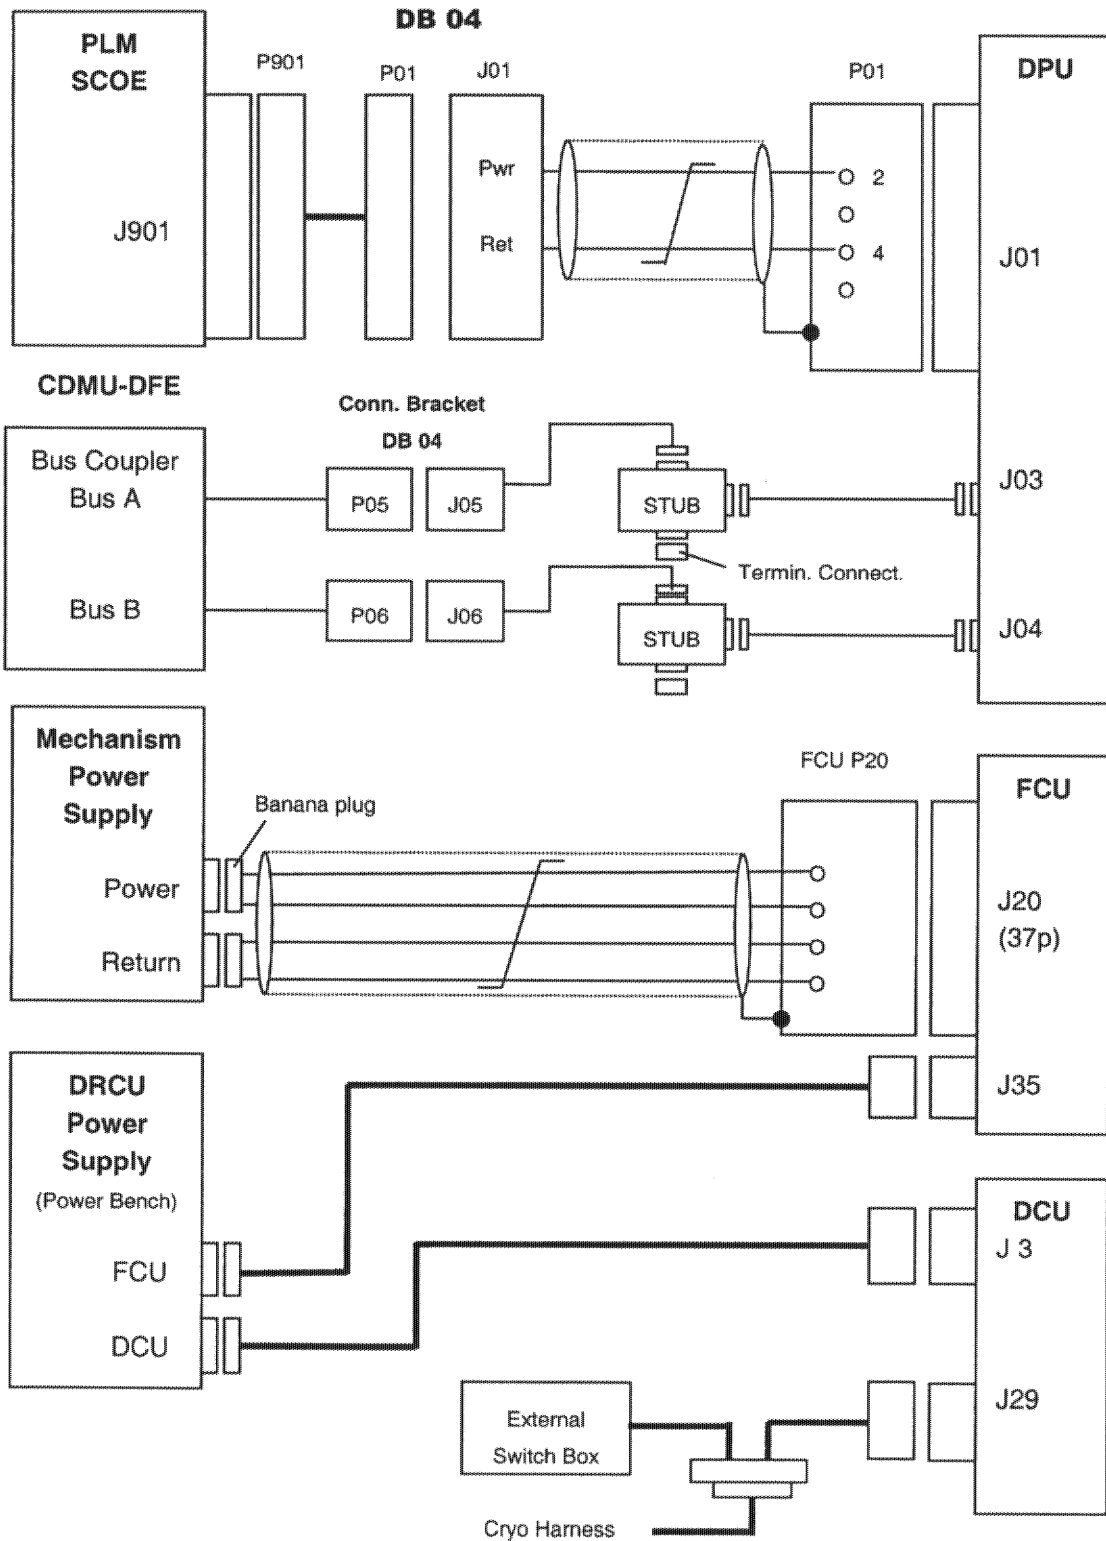 DB 04
PLM
SCOE
P901
P01
J01
P01
DPU
Pwr
2
J901
Ret
4
J01
CDMU-DFE
Conn. Bracket
DB 04
Bus Coupler
Bus A
P05
J05
STUB
J03
Termin. Connect.
Bus B
P06
J06
STUB
J04
Mechanism
Power
Supply
FCU P20
FCU
Banana plug
Power
J20
(37p)
Return
DRCU
Power
Supply
(Power Bench)
J35
DCU
J 3
FCU
DCU
External
Switch Box
J29
Cryo Harness